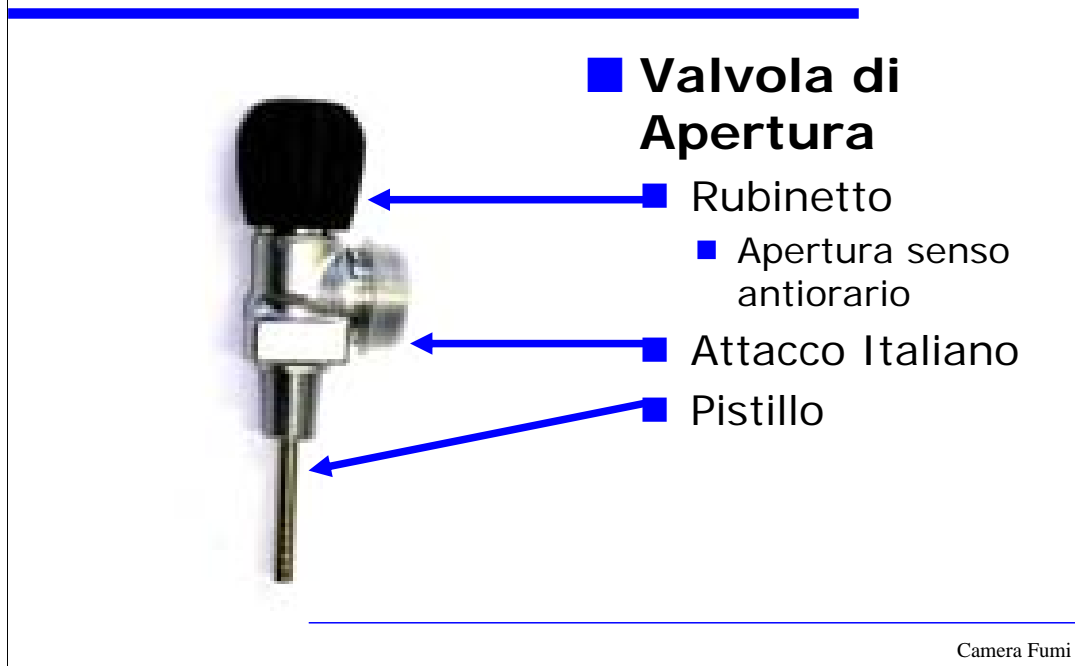 Valvola di
Apertura
Rubinetto
Apertura senso
antiorario
Attacco Italiano
Pistillo
Camera Fumi